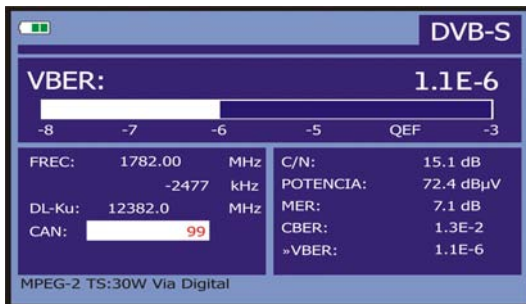 DVB-S
VBER: 1.1E-6
-8 -7 -6 -5 QEF -3
FREC: 1782.00 MHz
-2477 kHz
DL-Ku: 12382.0 MHz
CAN: 99
C/N: 15.1 dB
POTENCIA: 72.4 dBµV
MER: 7.1 dB
CBER: 1.3E-2
»VBER: 1.1E-6
MPEG-2 TS:30W Via Digital